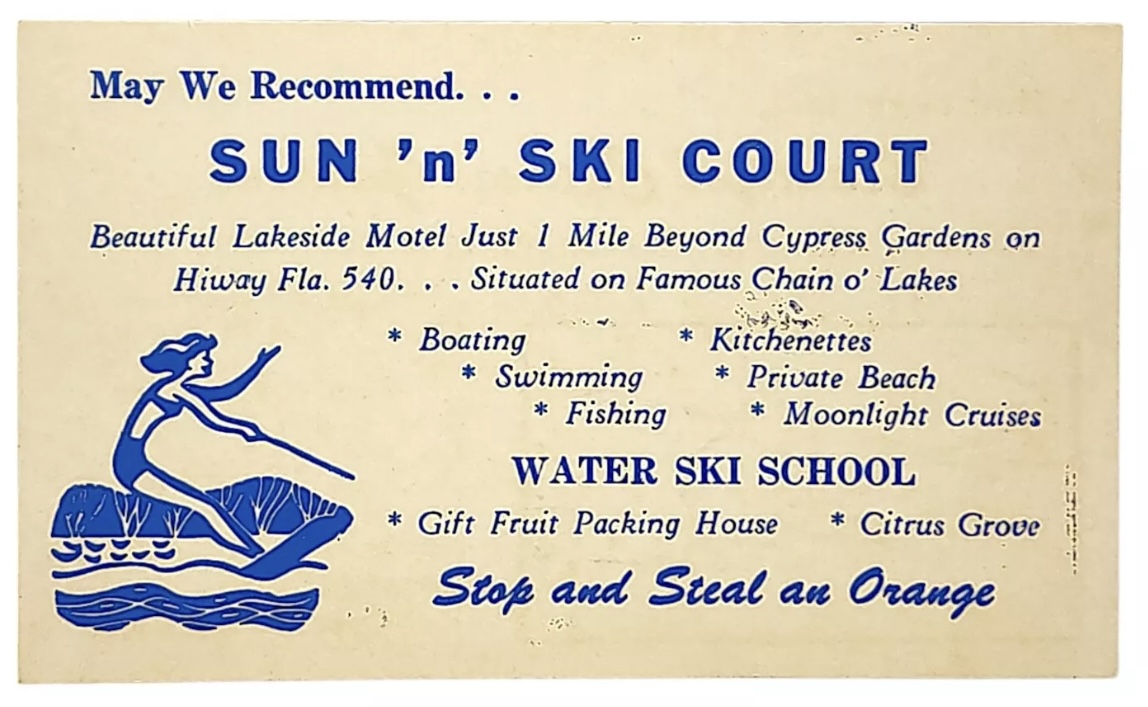 May We Recommend. . .
SUN 'n' SKI COURT
Beautiful Lakeside Motel Just 1 Mile Beyond Cypress Gardens on
Hiway Fla. 540. . . Situated on Famous Chain o' Lakes
* Boating * Kitchenettes
* Swimming * Private Beach
* Fishing * Moonlight Cruises
WATER SKI SCHOOL
* Gift Fruit Packing House * Citrus Grove
Stop and Steal an Orange